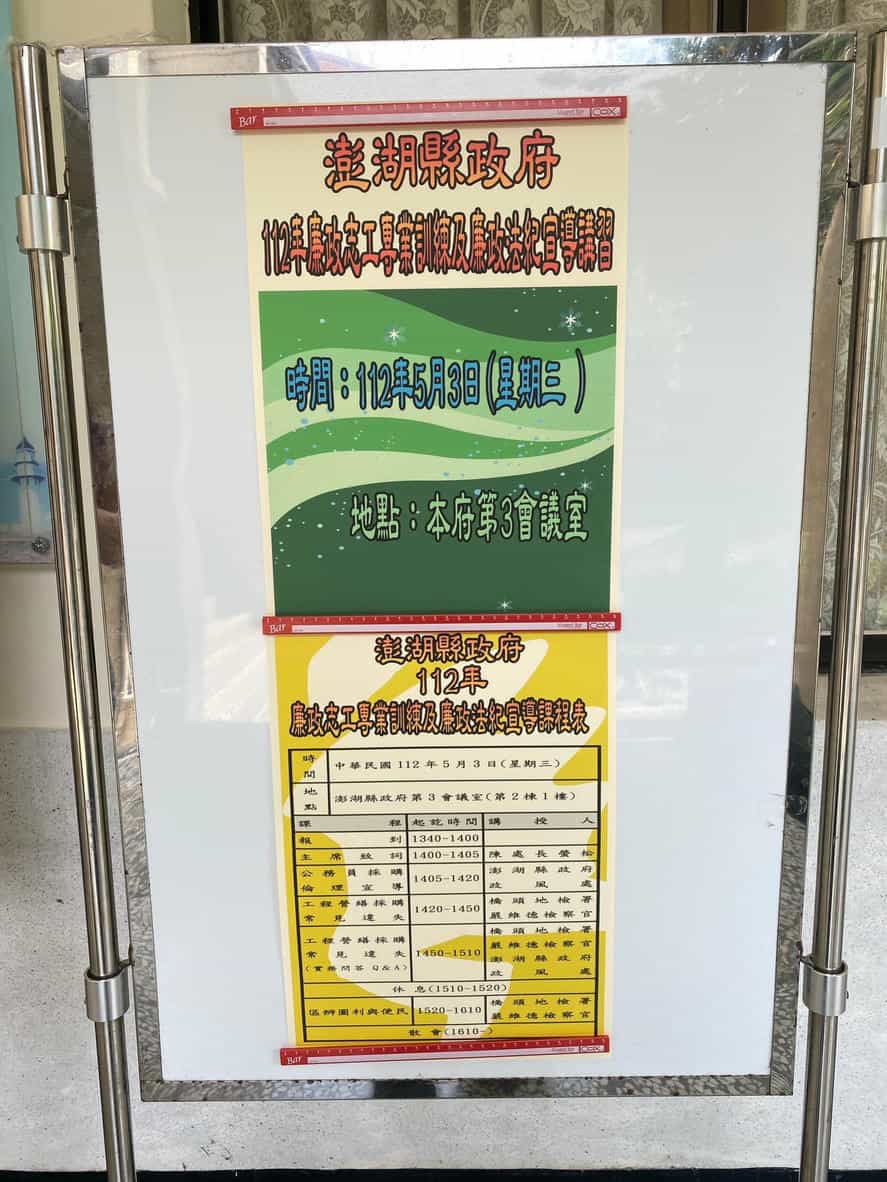 Bar
cox
澎湖縣政府
112年廉政志工專業訓練及廉政法紀宣導講習
時間：112年5月3日(星期三)
地點：本府第3會議室
Bar
cox
澎湖縣政府
112年
廉政志工專業訓練及廉政法紀宣導課程表
時間 中華民國112年5月3日(星期三)
地點 澎湖縣政府第3會議室(第2棟1樓)
課程 起訖時間 講授人
報到 1340-1400
主席致詞 1400-1405 陳處長螢松
公務員採購 1405-1420 澎湖縣政府
倫理宣導 政風處
工程營繕採購 1420-1450 橋頭地檢署
常見違失 嚴維德檢察官
工程營繕採購 1450-1510 橋頭地檢署
常見違失 嚴維德檢察官
(實務問答Q&A) 澎湖縣政府
政風處
休息(1510-1520)
區辨圖利與便民 1520-1610 橋頭地檢署
嚴維德檢察官
散會(1610-)
Bar
cox